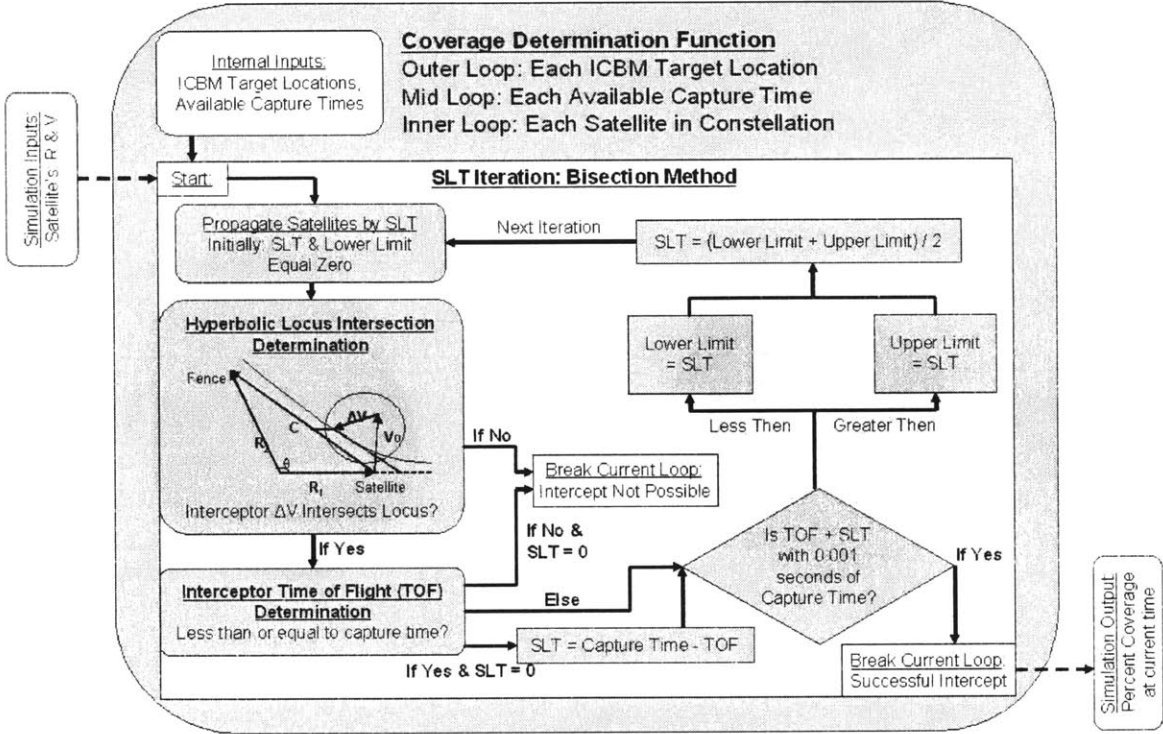 Coverage Determination Function
Outer Loop: Each ICBM Target Location
Mid Loop: Each Available Capture Time
Inner Loop: Each Satellite in Constellation
Internal Inputs:
ICBM Target Locations,
Available Capture Times
Simulation Inputs:
Satellite's R & V
Start:
SLT Iteration: Bisection Method
Propagate Satellites by SLT
Initially: SLT & Lower Limit
Equal Zero
Next Iteration
SLT = (Lower Limit + Upper Limit) / 2
Hyperbolic Locus Intersection
Determination
Fence
C
ΔV
V₀
R₂
θ
R₁
Satellite
Interceptor ΔV Intersects Locus?
Lower Limit
= SLT
Upper Limit
= SLT
Less Then
Greater Then
If No
Break Current Loop:
Intercept Not Possible
If No &
SLT = 0
If Yes
Interceptor Time of Flight (TOF)
Determination
Less than or equal to capture time?
Else
SLT = Capture Time - TOF
If Yes & SLT = 0
Is TOF + SLT
with 0.001
seconds of
Capture Time?
If Yes
Break Current Loop:
Successful Intercept
Simulation Output:
Percent Coverage
at current time